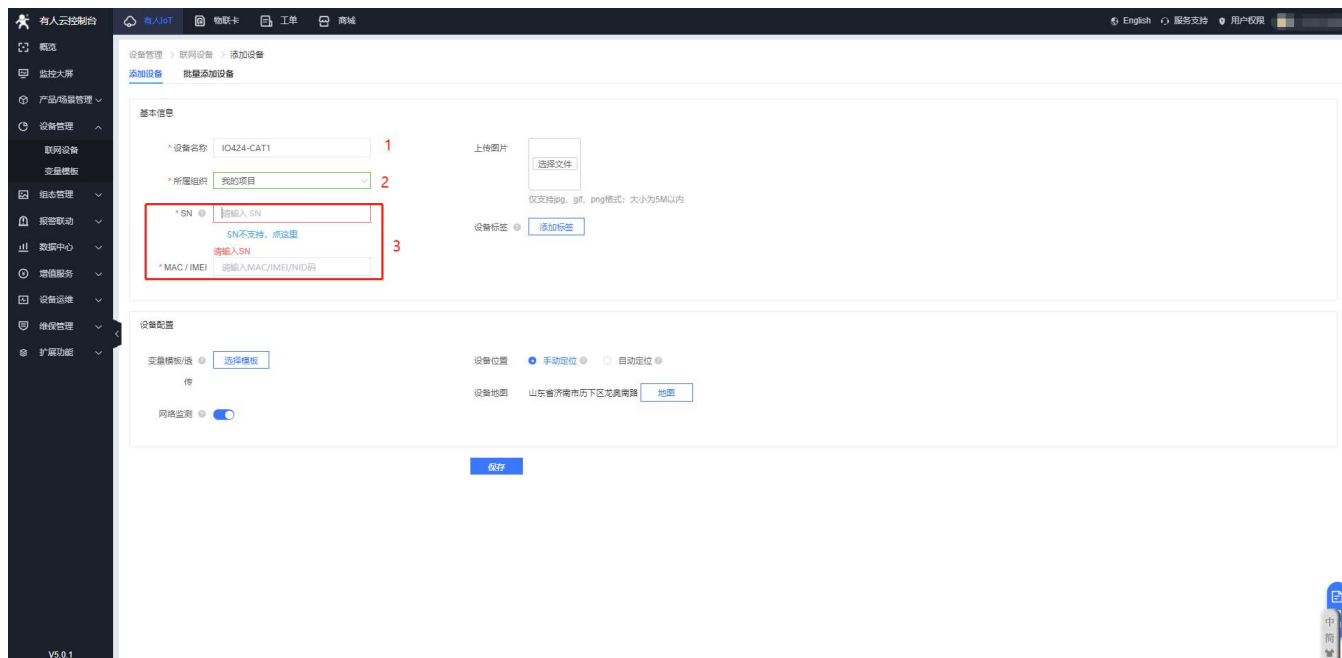 有人云控制台 有人IoT 物联卡 工单 商城 English 服务支持 用户权限
概览
监控大屏
产品/场景管理
设备管理
联网设备
变量模板
组态管理
报警联动
数据中心
增值服务
设备运维
维保管理
扩展功能
V5.0.1
设备管理 > 联网设备 > 添加设备
添加设备 批量添加设备
基本信息
* 设备名称 IO424-CAT1 1
* 所属组织 我的项目 2
* SN 请输入 SN
SN不支持，点这里
请输入SN
3
* MAC / IMEI 请输入MAC/IMEI/NID码
上传图片 选择文件
仅支持jpg、gif、png格式；大小为5M以内
设备标签 添加标签
设备配置
变量模板/透 选择模板
传
网络监测
设备位置 手动定位 自动定位
设备地图 山东省济南市历下区龙奥南路 地图
保存
中
简